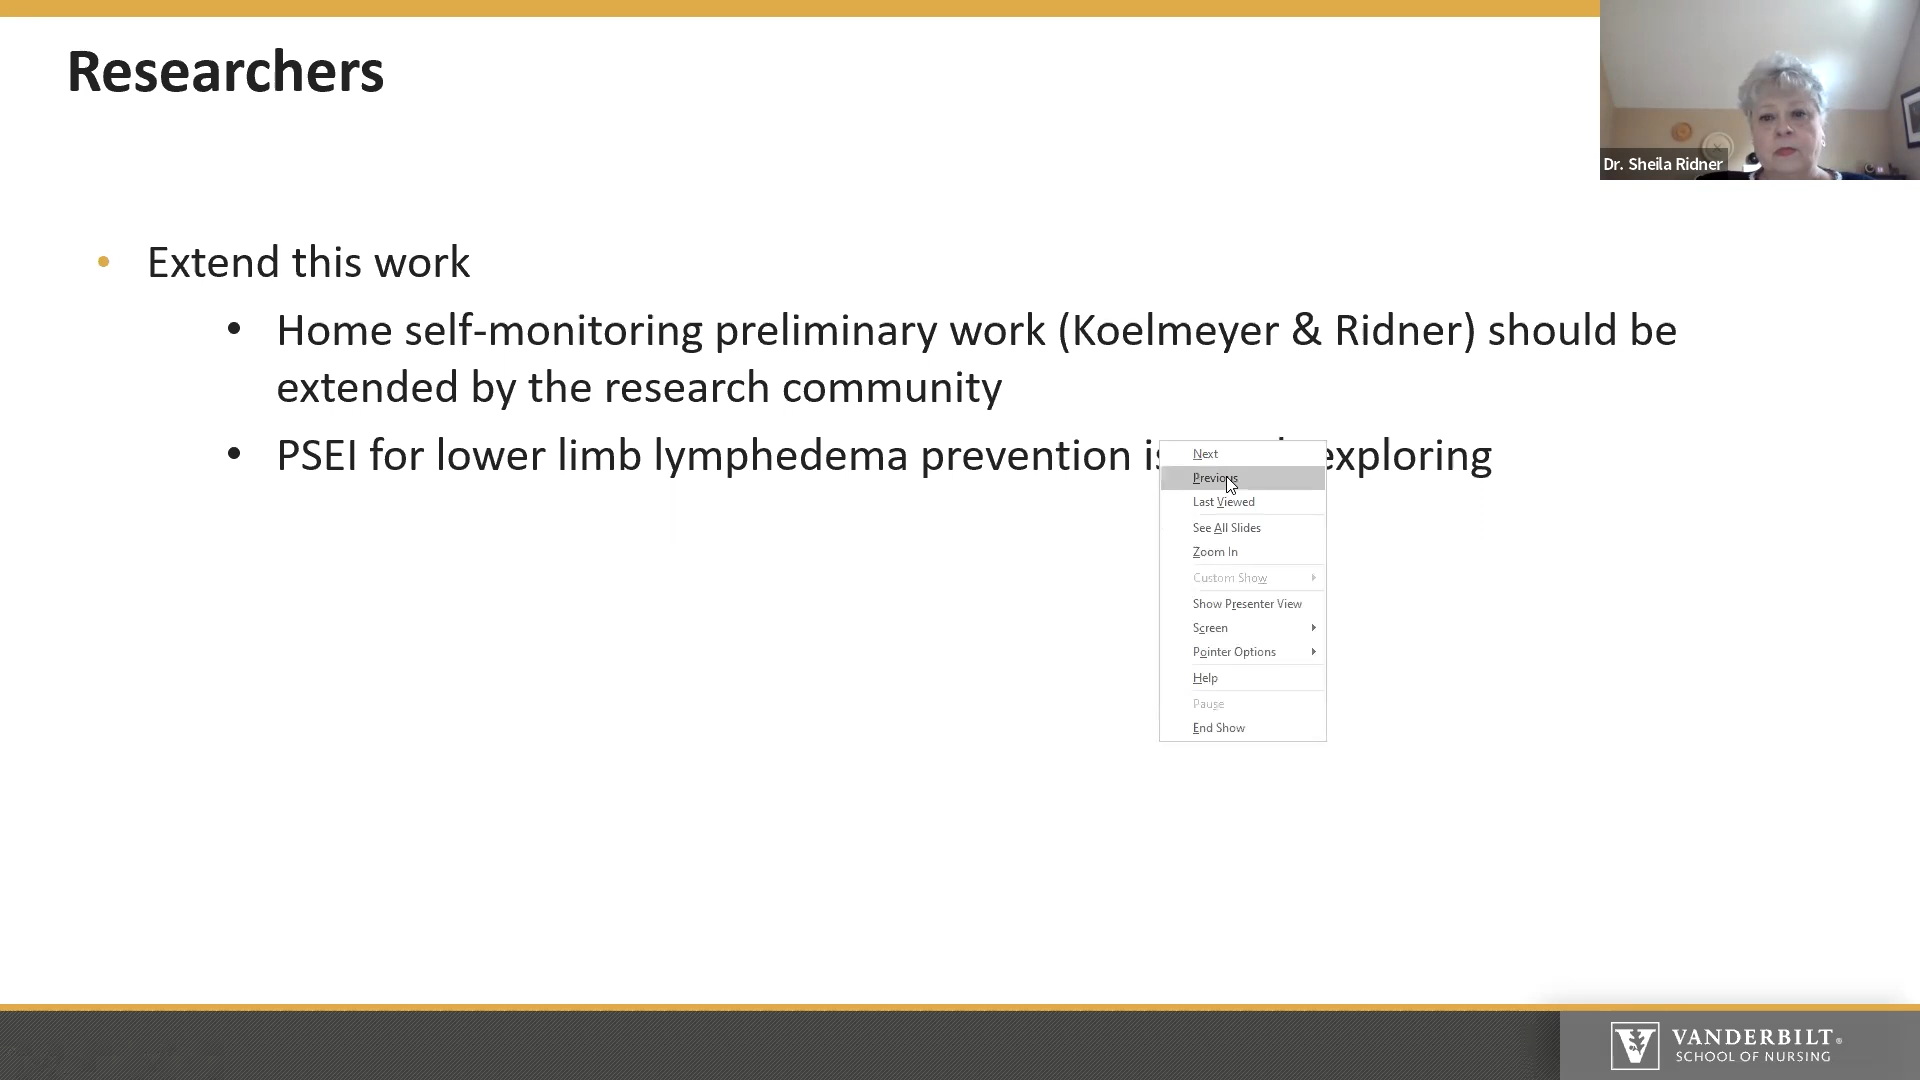 Researchers
Dr. Sheila Ridner
• Extend this work
• Home self-monitoring preliminary work (Koelmeyer & Ridner) should be
extended by the research community
• PSEI for lower limb lymphedema prevention exploring
Next
Previous
Last Viewed
See All Slides
Zoom In
Custom Show
Show Presenter View
Screen
Pointer Options
Help
Pause
End Show
VANDERBILT®
SCHOOL OF NURSING